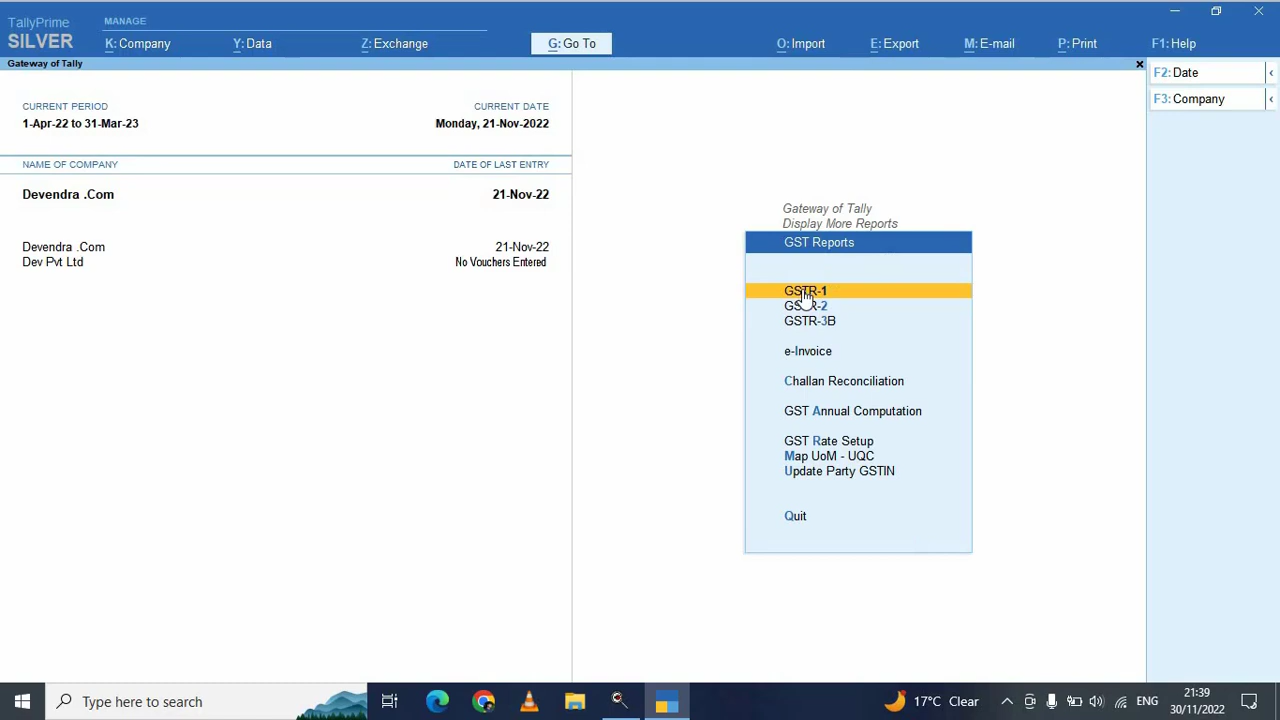 TallyPrime
MANAGE
SILVER
K: Company
Y: Data
Z: Exchange
G: Go To
O: Import
E: Export
M: E-mail
P: Print
F1: Help
Gateway of Tally
F2: Date
F3: Company
CURRENT PERIOD
CURRENT DATE
1-Apr-22 to 31-Mar-23
Monday, 21-Nov-2022
NAME OF COMPANY
DATE OF LAST ENTRY
Devendra .Com
21-Nov-22
Devendra .Com
21-Nov-22
Dev Pvt Ltd
No Vouchers Entered
Gateway of Tally
Display More Reports
GST Reports
GSTR-1
GSTR-2
GSTR-3B
e-Invoice
Challan Reconciliation
GST Annual Computation
GST Rate Setup
Map UoM - UQC
Update Party GSTIN
Quit
Type here to search
17°C Clear
ENG
21:39
30/11/2022